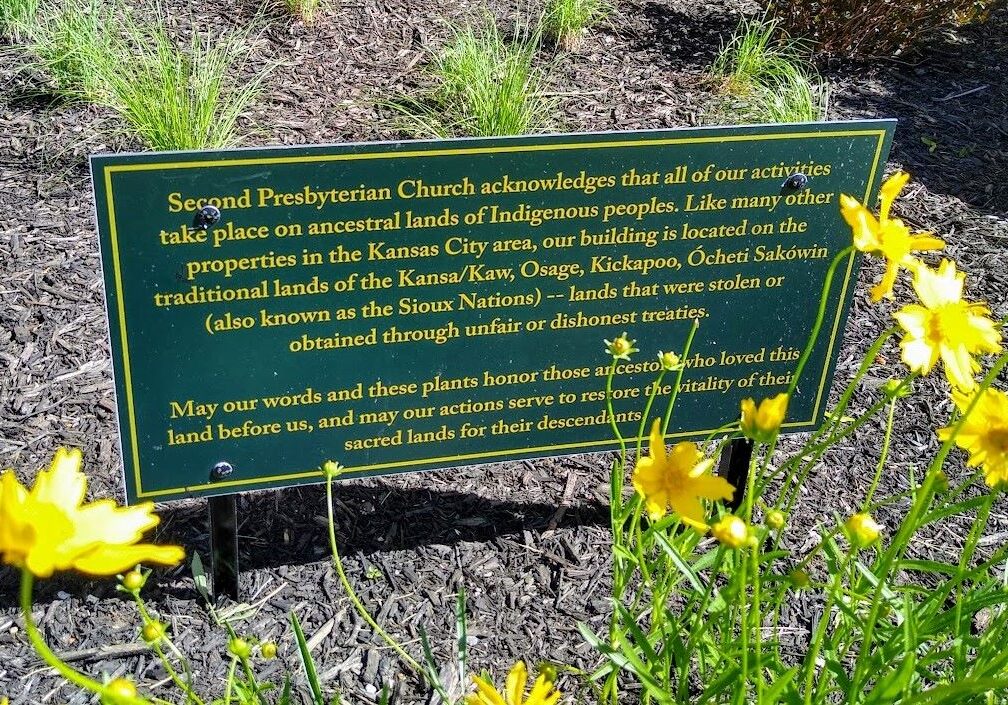 Second Presbyterian Church acknowledges that all of our activities
take place on ancestral lands of Indigenous peoples. Like many other
properties in the Kansas City area, our building is located on the
traditional lands of the Kansa/Kaw, Osage, Kickapoo, Ócheti Sakówin
(also known as the Sioux Nations) -- lands that were stolen or
obtained through unfair or dishonest treaties.
May our words and these plants honor those ancestors who loved this
land before us, and may our actions serve to restore the vitality of their
sacred lands for their descendants.